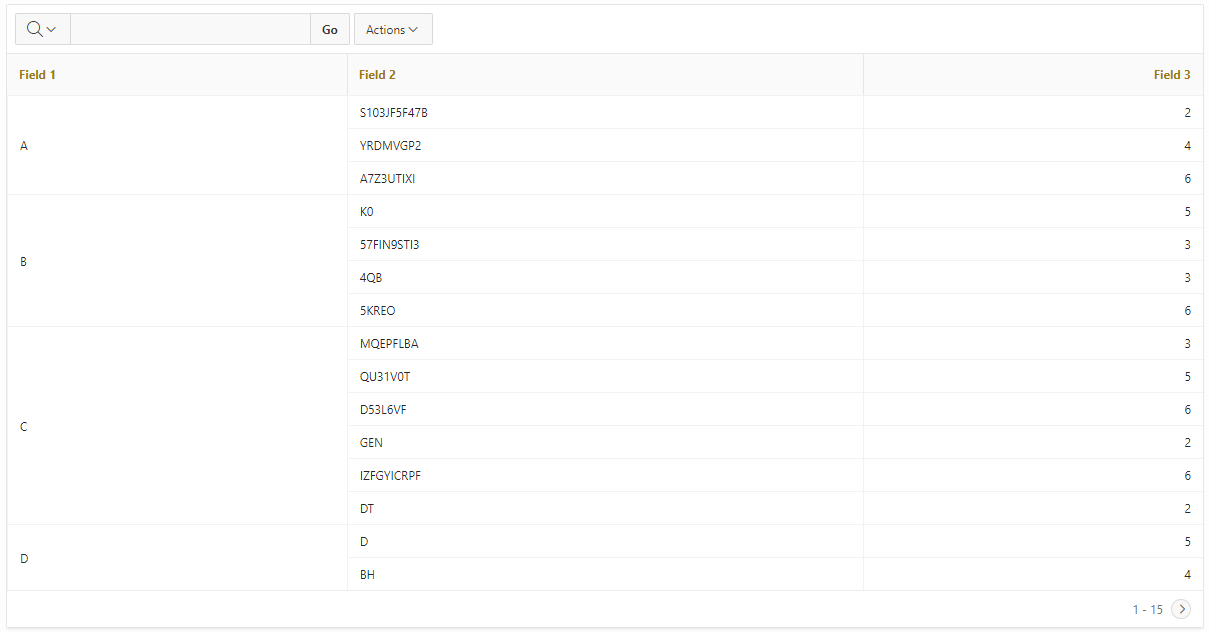 Go Actions
Field 1 Field 2 Field 3
A
S103JF5F47B 2
YRDMVGP2 4
A7Z3UTIXI 6
B
K0 5
57FIN9STI3 3
4QB 3
5KREO 6
C
MQEPFLBA 3
QU31V0T 5
D53L6VF 6
GEN 2
IZFGYICRPF 6
DT 2
D
D 5
BH 4
1 - 15